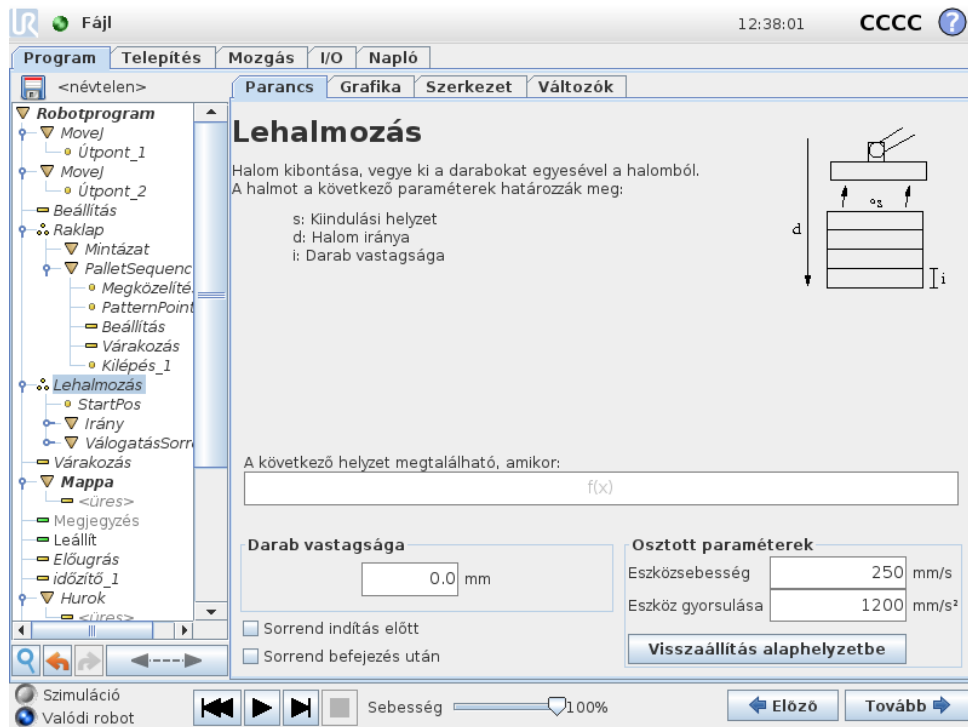 Fájl
12:38:01
CCCC
?
Program
Telepítés
Mozgás
I/O
Napló
<névtelen>
Parancs
Grafika
Szerkezet
Változók
Robotprogram
MoveJ
Útpont_1
MoveJ
Útpont_2
Beállítás
Raklap
Mintázat
PalletSequenc
Megközelíté
PatternPoint
Beállítás
Várakozás
Kilépés_1
Lehalmozás
StartPos
Irány
VálogatásSorr
Várakozás
Mappa
<üres>
Megjegyzés
Leállít
Előugrás
időzítő_1
Hurok
<üres>
Lehalmozás
Halom kibontása, vegye ki a darabokat egyesével a halomból.
A halmot a következő paraméterek határozzák meg:
s: Kiindulási helyzet
d: Halom iránya
i: Darab vastagsága
s
d
i
A következő helyzet megtalálható, amikor:
f(x)
Darab vastagsága
0.0 mm
Sorrend indítás előtt
Sorrend befejezés után
Osztott paraméterek
Eszközsebesség 250 mm/s
Eszköz gyorsulása 1200 mm/s²
Visszaállítás alaphelyzetbe
Szimuláció
Valódi robot
Sebesség 100%
Előző
Tovább